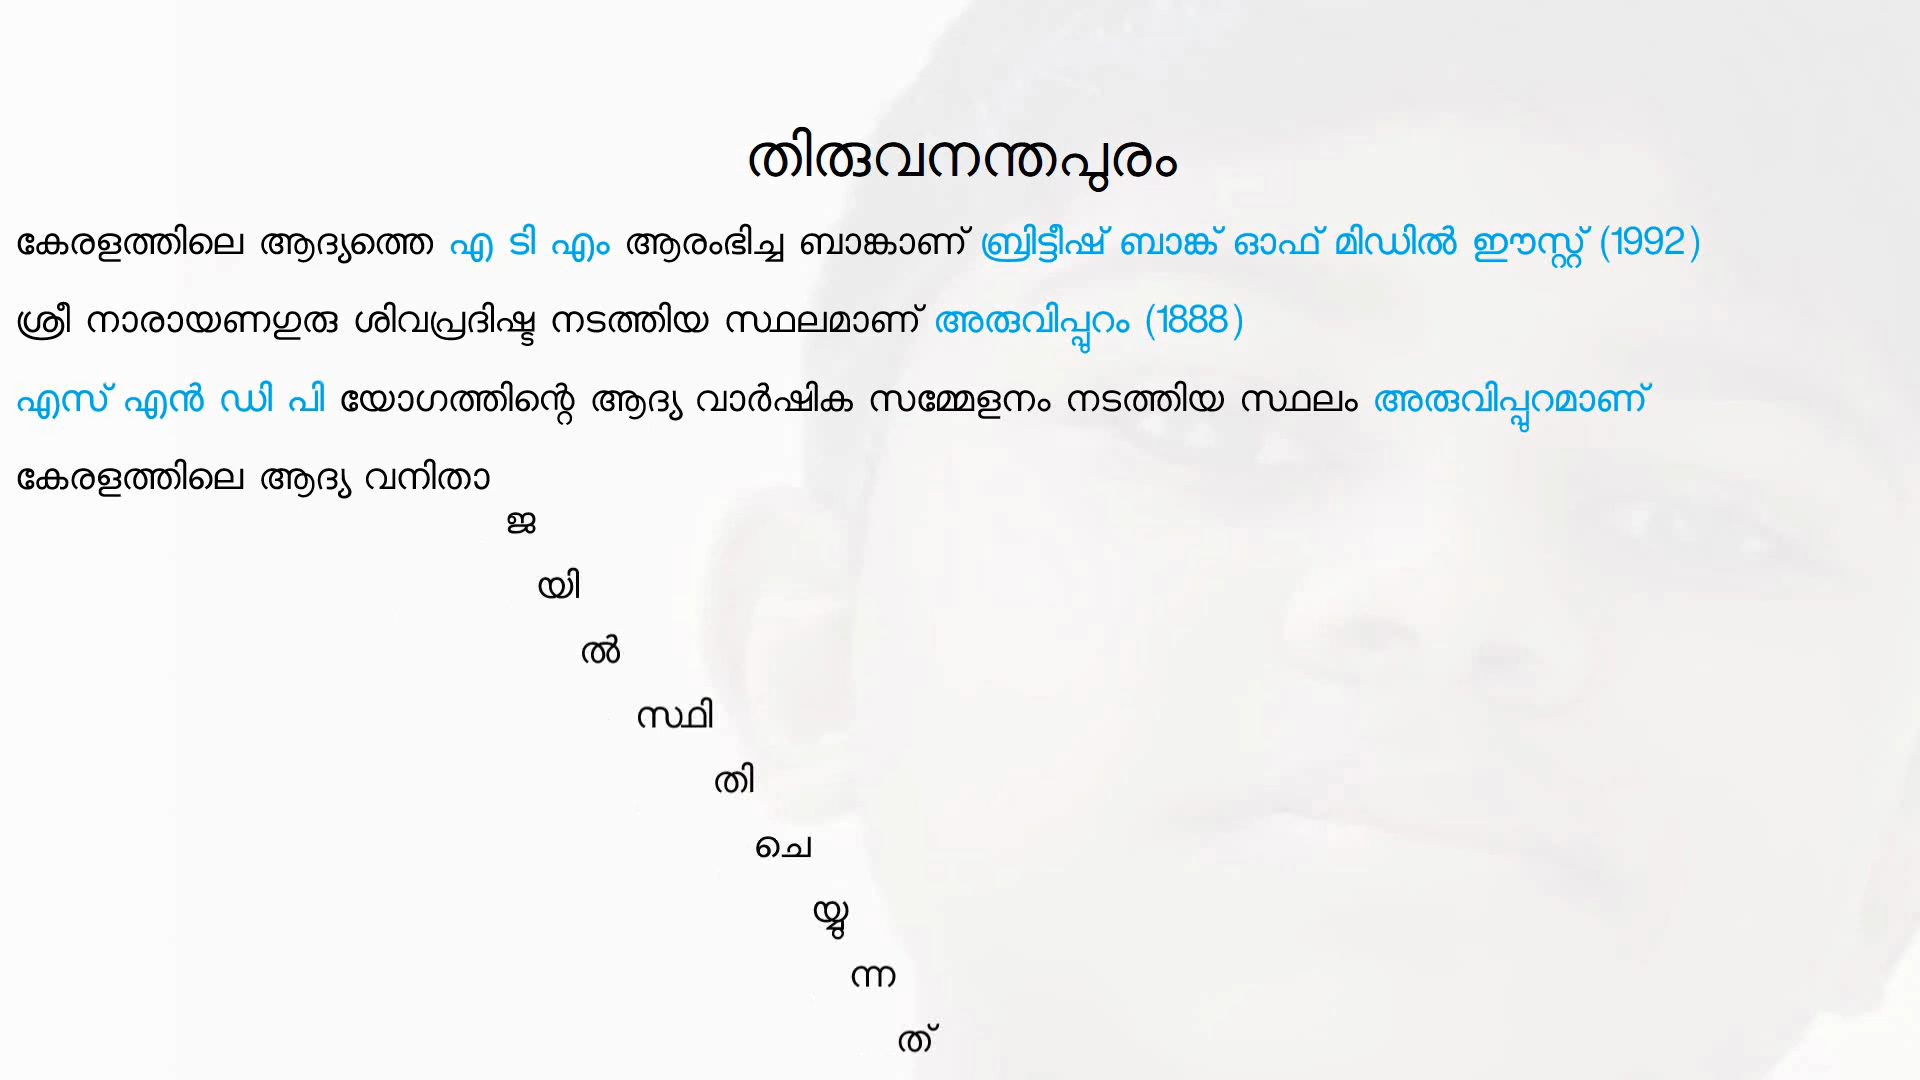 തിരുവനന്തപുരം
കേരളത്തിലെ ആദ്യത്തെ എ ടി എം ആരംഭിച്ച ബാങ്കാണ് ബ്രിട്ടീഷ് ബാങ്ക് ഓഫ് മിഡിൽ ഈസ്റ്റ് (1992)
ശ്രീ നാരായണഗുരു ശിവപ്രദിഷ്ട നടത്തിയ സ്ഥലമാണ് അരുവിപ്പുറം (1888)
എസ് എൻ ഡി പി യോഗത്തിന്റെ ആദ്യ വാർഷിക സമ്മേളനം നടത്തിയ സ്ഥലം അരുവിപ്പുറമാണ്
കേരളത്തിലെ ആദ്യ വനിതാ
ജ
യി
ൽ
സ്ഥി
തി
ചെ
യ്യു
ന്ന
ത്